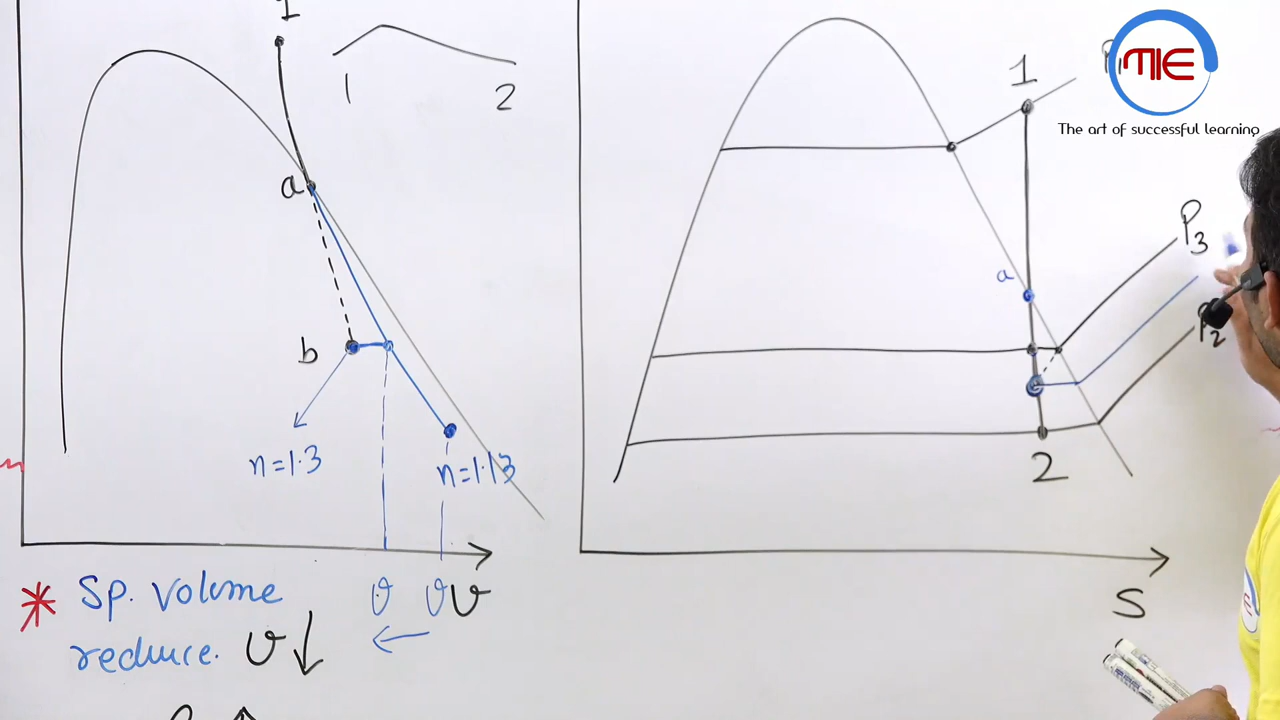 1
1 2
a
b
n=1.3
n=1.13
v v v
* Sp. volume
reduce. v ↓
1
P1
MIE
The art of successful learning
P3
a
P2
2
S